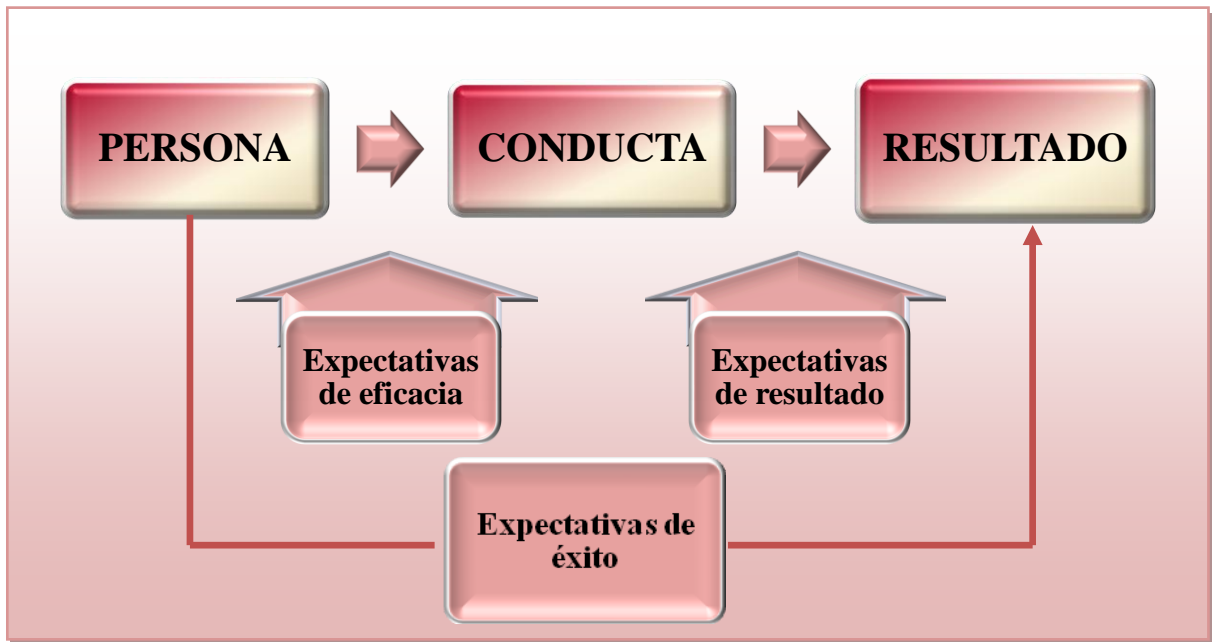 PERSONA
CONDUCTA
RESULTADO
Expectativas
de eficacia
Expectativas
de resultado
Expectativas de
éxito